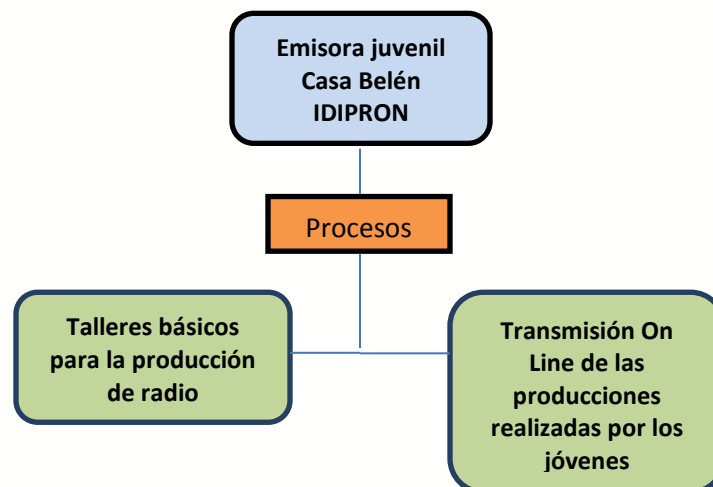 Emisora juvenil
Casa Belén
IDIPRON
Procesos
Talleres básicos
para la producción
de radio
Transmisión On
Line de las
producciones
realizadas por los
jóvenes